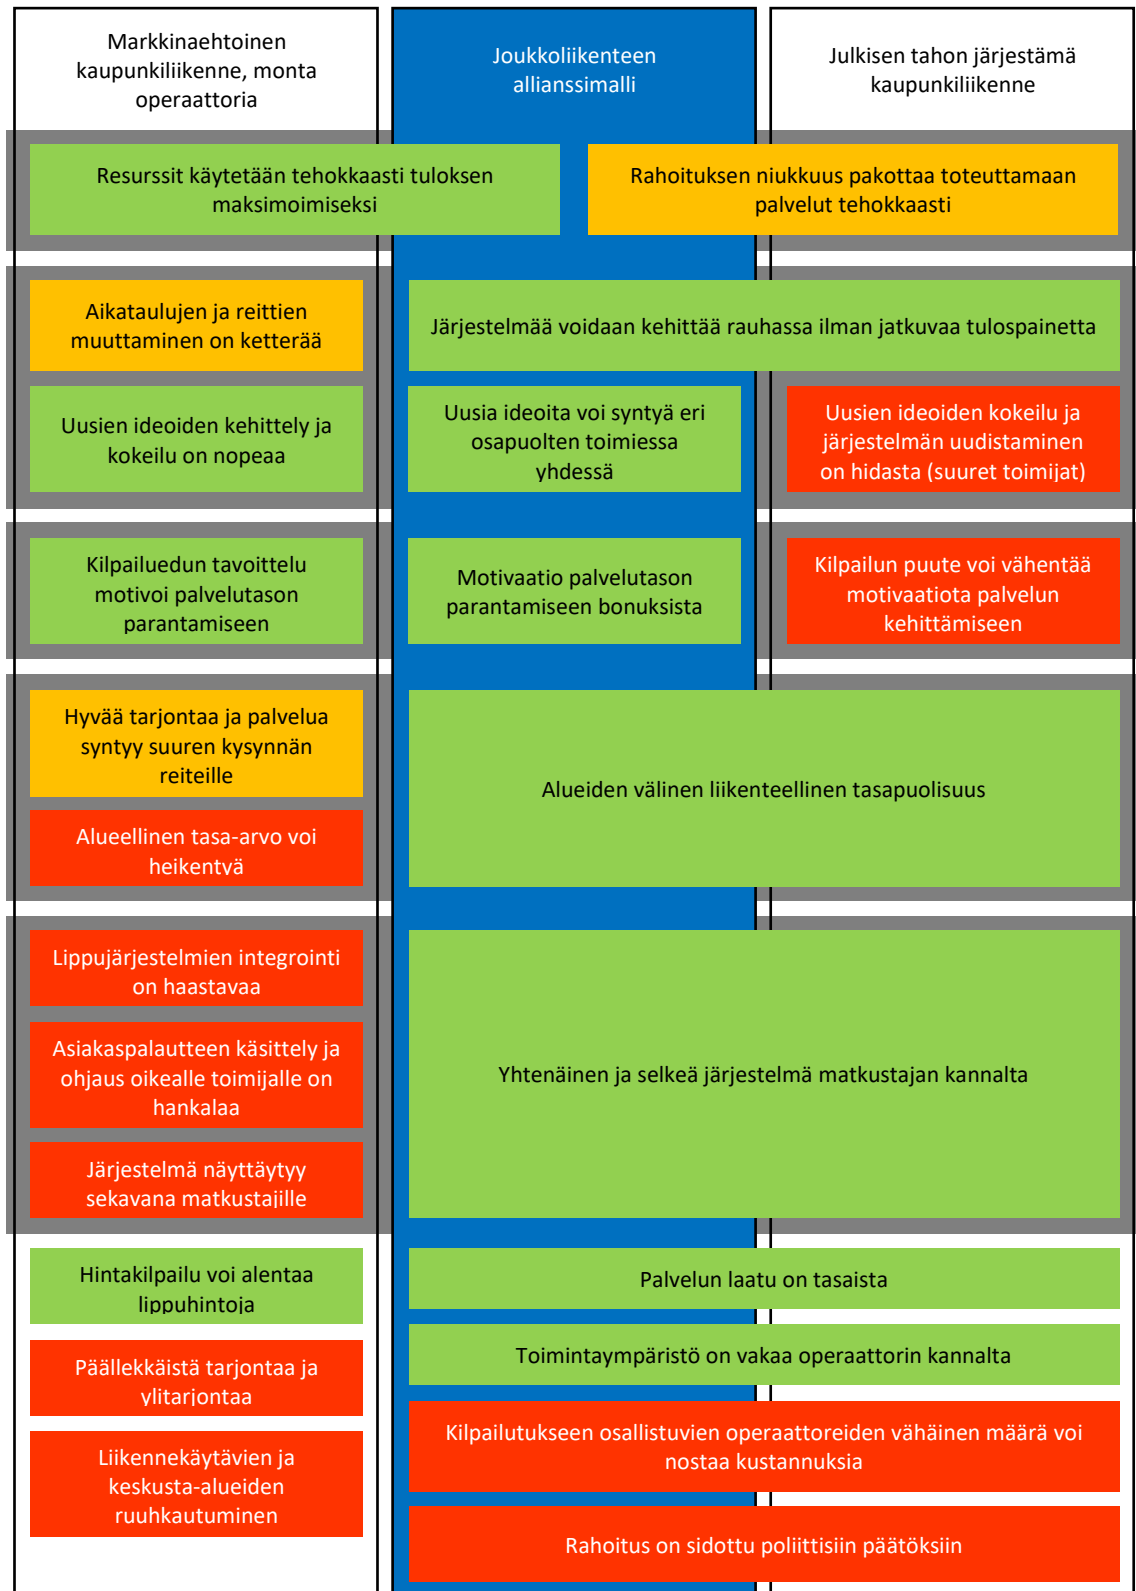 Markkinaehtoinen
kaupunkiliikenne, monta
operaattoria
Joukkoliikenteen
allianssimalli
Julkisen tahon järjestämä
kaupunkiliikenne
Resurssit käytetään tehokkaasti tuloksen
maksimoimiseksi
Rahoituksen niukkuus pakottaa toteuttamaan
palvelut tehokkaasti
Aikataulujen ja reittien
muuttaminen on ketterää
Järjestelmää voidaan kehittää rauhassa ilman jatkuvaa tulospainetta
Uusien ideoiden kehittely ja
kokeilu on nopeaa
Uusia ideoita voi syntyä eri
osapuolten toimiessa
yhdessä
Uusien ideoiden kokeilu ja
järjestelmän uudistaminen
on hidasta (suuret toimijat)
Kilpailuedun tavoittelu
motivoi palvelutason
parantamiseen
Motivaatio palvelutason
parantamiseen bonuksista
Kilpailun puute voi vähentää
motivaatiota palvelun
kehittämiseen
Hyvää tarjontaa ja palvelua
syntyy suuren kysynnän
reiteille
Alueiden välinen liikenteellinen tasapuolisuus
Alueellinen tasa-arvo voi
heikentyä
Lippujärjestelmien integrointi
on haastavaa
Asiakaspalautteen käsittely ja
ohjaus oikealle toimijalle on
hankalaa
Yhtenäinen ja selkeä järjestelmä matkustajan kannalta
Järjestelmä näyttäytyy
sekavana matkustajille
Hintakilpailu voi alentaa
lippuhintoja
Palvelun laatu on tasaista
Toimintaympäristö on vakaa operaattorin kannalta
Päällekkäistä tarjontaa ja
ylitarjontaa
Kilpailutukseen osallistuvien operaattoreiden vähäinen määrä voi
nostaa kustannuksia
Liikennekäytävien ja
keskusta-alueiden
ruuhkautuminen
Rahoitus on sidottu poliittisiin päätöksiin